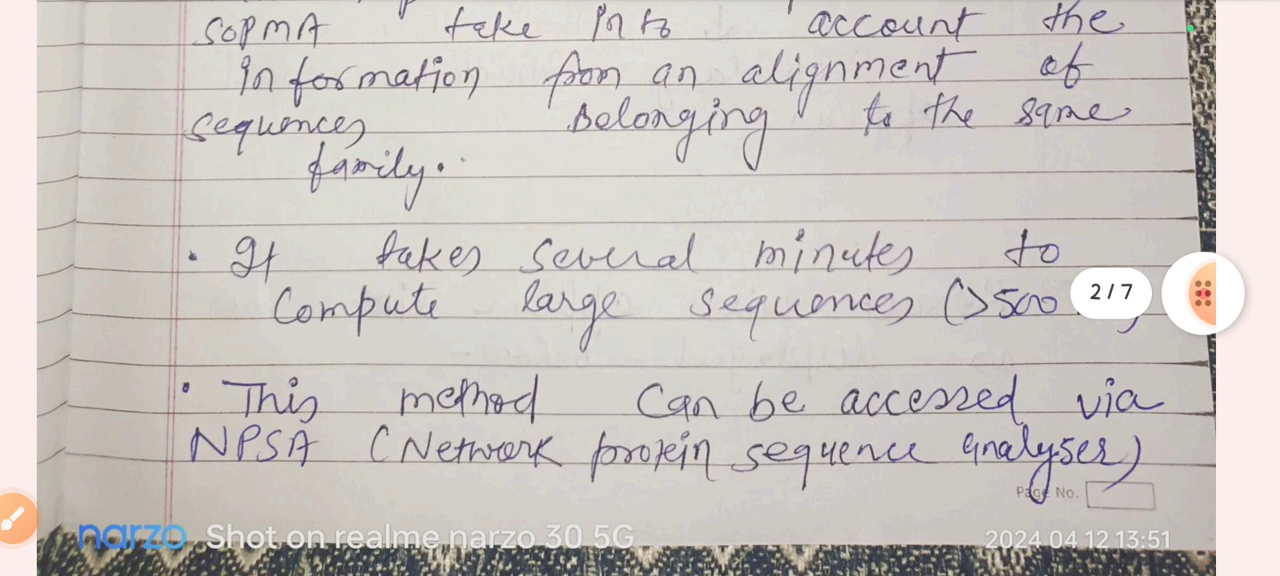 SOPMA take into account the
information from an alignment of
sequences Belonging to the same
family.
· It takes several minutes to
Compute large sequences (>500
2 / 7
· This method Can be accessed via
NPSA (Network protein sequence analyser)
Page No.
narzo Shot on realme narzo 30 5G
2024 04 12 13:51